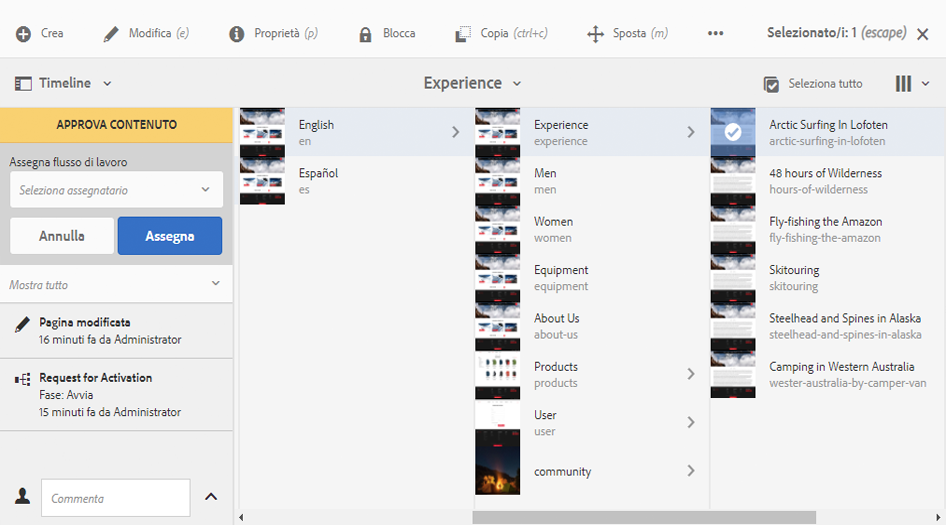 Crea
Modifica (e)
Proprietà (p)
Blocca
Copia (ctrl+c)
Sposta (m)
Selezionato/i: 1 (escape)
Timeline
Experience
Seleziona tutto
APPROVA CONTENUTO
Assegna flusso di lavoro
Seleziona assegnatario
Annulla
Assegna
Mostra tutto
Pagina modificata
16 minuti fa da Administrator
Request for Activation
Fase: Avvia
15 minuti fa da Administrator
Commenta
English
en
Español
es
Experience
experience
Men
men
Women
women
Equipment
equipment
About Us
about-us
Products
products
User
user
community
Arctic Surfing In Lofoten
arctic-surfing-in-lofoten
48 hours of Wilderness
hours-of-wilderness
Fly-fishing the Amazon
fly-fishing-the-amazon
Skitouring
skitouring
Steelhead and Spines in Alaska
steelhead-and-spines-in-alaska
Camping in Western Australia
wester-australia-by-camper-van